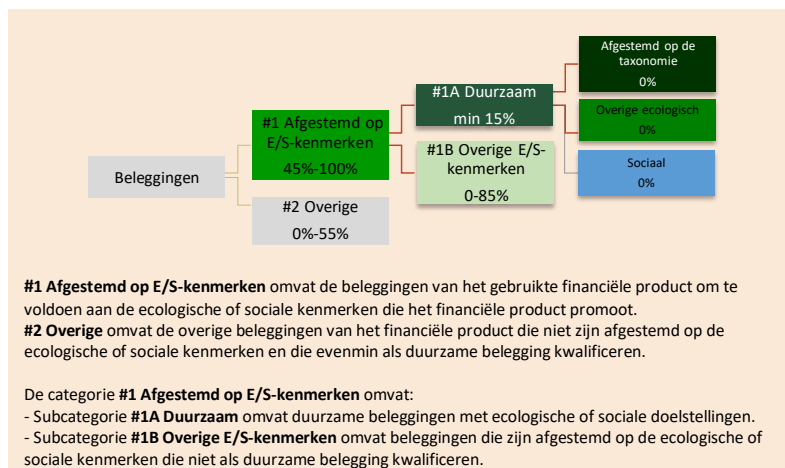 Afgestemd op de
taxonomie
0%
#1A Duurzaam
min 15%
Overige ecologisch
0%
#1 Afgestemd op
E/S-kenmerken
45%-100%
#1B Overige E/S-
kenmerken
0-85%
Sociaal
0%
Beleggingen
#2 Overige
0%-55%
#1 Afgestemd op E/S-kenmerken omvat de beleggingen van het gebruikte financiële product om te
voldoen aan de ecologische of sociale kenmerken die het financiële product promoot.
#2 Overige omvat de overige beleggingen van het financiële product die niet zijn afgestemd op de
ecologische of sociale kenmerken en die evenmin als duurzame belegging kwalificeren.
De categorie #1 Afgestemd op E/S-kenmerken omvat:
- Subcategorie #1A Duurzaam omvat duurzame beleggingen met ecologische of sociale doelstellingen.
- Subcategorie #1B Overige E/S-kenmerken omvat beleggingen die zijn afgestemd op de ecologische of
sociale kenmerken die niet als duurzame belegging kwalificeren.